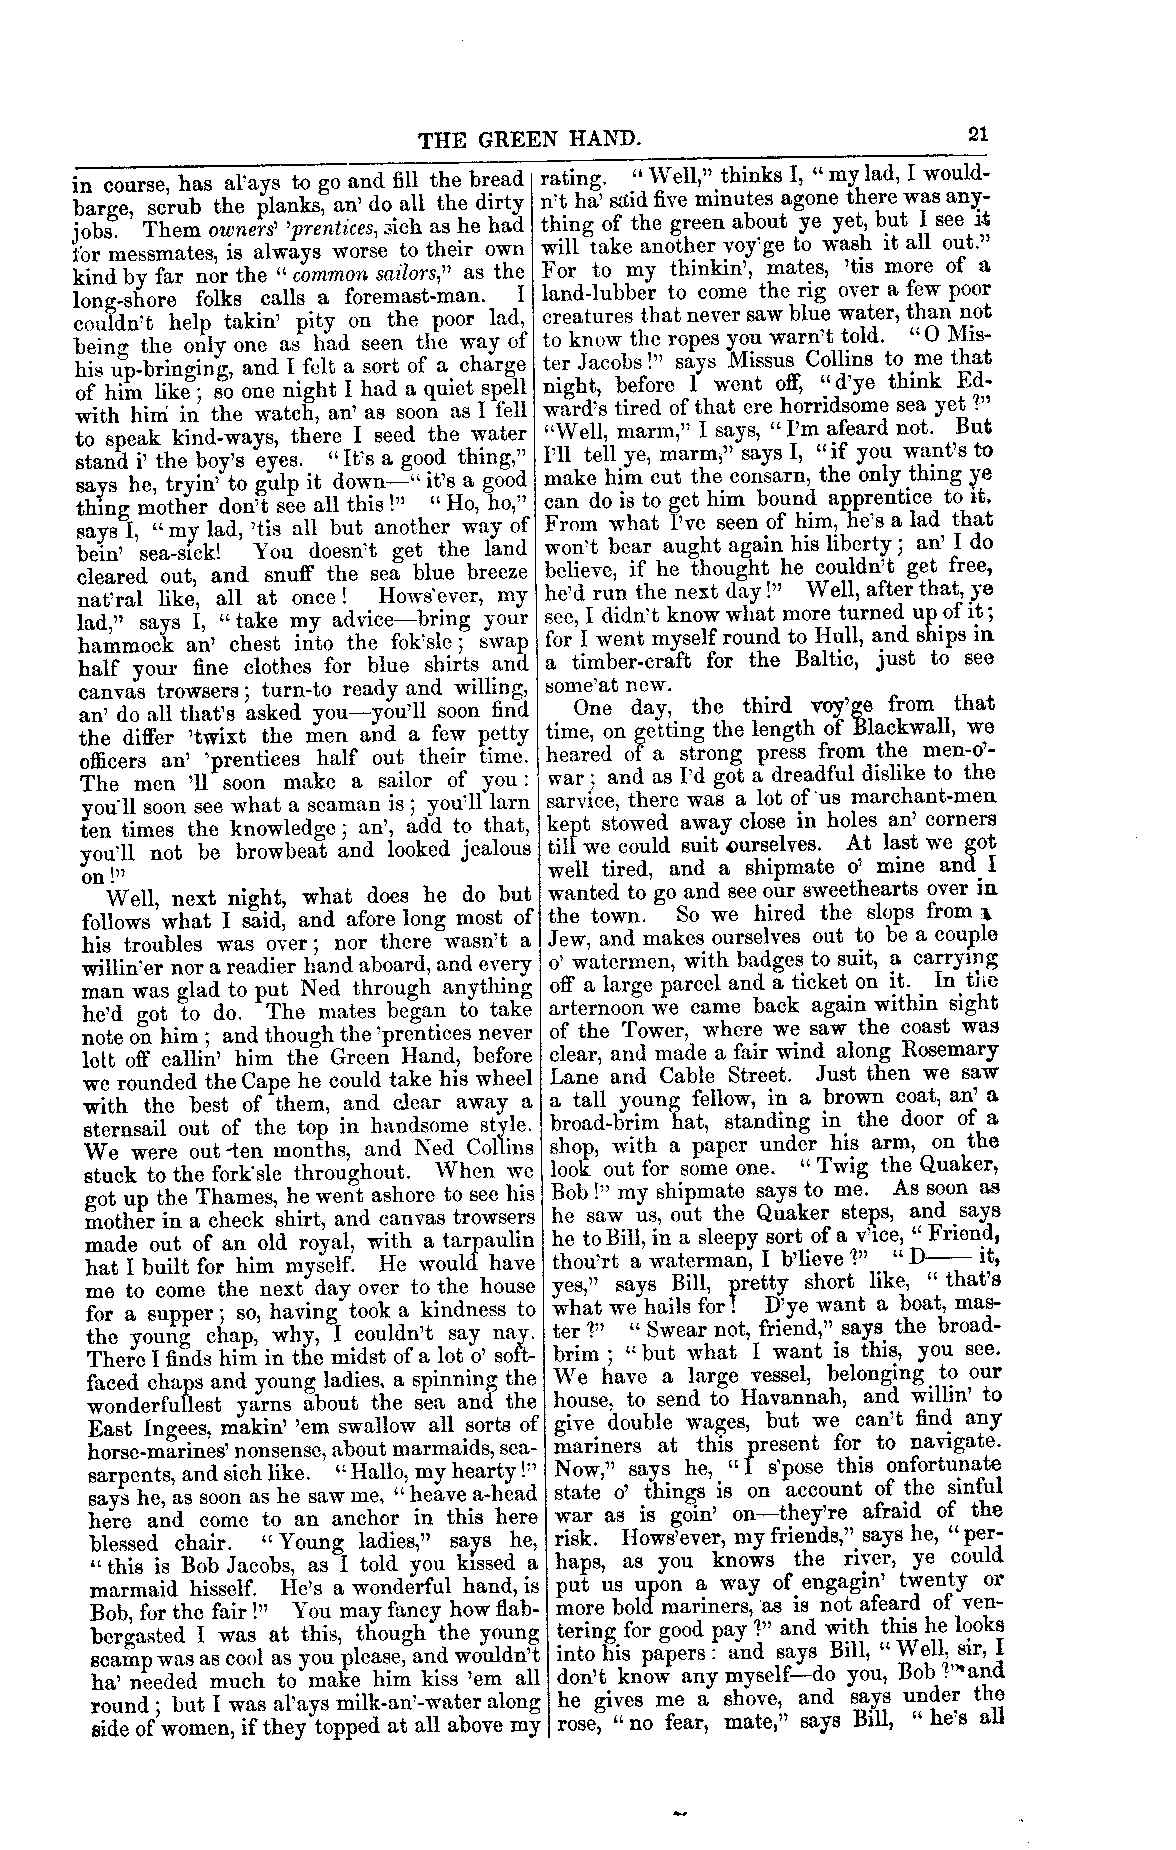 THE GREEN HAND.
21
in course, has al'ays to go and fill the bread
barge, scrub the planks, an' do all the dirty
jobs. Them owners' 'prentices, sich as he had
for messmates, is always worse to their own
kind by far nor the "common sailors," as the
long-shore folks calls a foremast-man. I
couldn't help takin' pity on the poor lad,
being the only one as had seen the way of
his up-bringing, and I felt a sort of a charge
of him like; so one night I had a quiet spell
with him in the watch, an' as soon as I fell
to speak kind-ways, there I seed the water
stand i' the boy's eyes. "It's a good thing,"
says he, tryin' to gulp it down—"it's a good
thing mother don't see all this!" "Ho, ho,"
says I, "my lad, 'tis all but another way of
bein' sea-sick! You doesn't get the land
cleared out, and snuff the sea blue breeze
nat'ral like, all at once! Hows'ever, my
lad," says I, "take my advice—bring your
hammock an' chest into the fok'sle; swap
half your fine clothes for blue shirts and
canvas trowsers; turn-to ready and willing,
an' do all that's asked you—you'll soon find
the differ 'twixt the men and a few petty
officers an' 'prentices half out their time.
The men 'll soon make a sailor of you:
you'll soon see what a seaman is; you'll larn
ten times the knowledge; an', add to that,
you'll not be browbeat and looked jealous
on!"
Well, next night, what does he do but
follows what I said, and afore long most of
his troubles was over; nor there wasn't a
willin'er nor a readier hand aboard, and every
man was glad to put Ned through anything
he'd got to do. The mates began to take
note on him; and though the 'prentices never
lott off callin' him the Green Hand, before
we rounded the Cape he could take his wheel
with the best of them, and clear away a
sternsail out of the top in handsome style.
We were out ten months, and Ned Collins
stuck to the fork'sle throughout. When we
got up the Thames, he went ashore to see his
mother in a check shirt, and canvas trowsers
made out of an old royal, with a tarpaulin
hat I built for him myself. He would have
me to come the next day over to the house
for a supper; so, having took a kindness to
the young chap, why, I couldn't say nay.
There I finds him in the midst of a lot o' soft-
faced chaps and young ladies, a spinning the
wonderfullest yarns about the sea and the
East Ingees, makin' 'em swallow all sorts of
horse-marines' nonsense, about marmaids, sea-
sarpents, and sich like. "Hallo, my hearty!"
says he, as soon as he saw me, "heave a-head
here and come to an anchor in this here
blessed chair. "Young ladies," says he,
"this is Bob Jacobs, as I told you kissed a
marmaid hisself. He's a wonderful hand, is
Bob, for the fair!" You may fancy how flab-
bergasted I was at this, though the young
scamp was as cool as you please, and wouldn't
ha' needed much to make him kiss 'em all
round; but I was al'ays milk-an'-water along
side of women, if they topped at all above my
rating. "Well," thinks I, "my lad, I would-
n't ha' said five minutes agone there was any-
thing of the green about ye yet, but I see it
will take another voy'ge to wash it all out."
For to my thinkin', mates, 'tis more of a
land-lubber to come the rig over a few poor
creatures that never saw blue water, than not
to know the ropes you warn't told. "O Mis-
ter Jacobs!" says Missus Collins to me that
night, before I went off, "d'ye think Ed-
ward's tired of that ere horridsome sea yet?"
"Well, marm," I says, "I'm afeard not. But
I'll tell ye, marm," says I, "if you want's to
make him cut the consarn, the only thing ye
can do is to get him bound apprentice to it.
From what I've seen of him, he's a lad that
won't bear aught again his liberty; an' I do
believe, if he thought he couldn't get free,
he'd run the next day!" Well, after that, ye
see, I didn't know what more turned up of it;
for I went myself round to Hull, and ships in
a timber-craft for the Baltic, just to see
some'at new.
One day, the third voy'ge from that
time, on getting the length of Blackwall, we
heared of a strong press from the men-o'-
war; and as I'd got a dreadful dislike to the
sarvice, there was a lot of us marchant-men
kept stowed away close in holes an' corners
till we could suit ourselves. At last we got
well tired, and a shipmate o' mine and I
wanted to go and see our sweethearts over in
the town. So we hired the slops from a
Jew, and makes ourselves out to be a couple
o' watermen, with badges to suit, a carrying
off a large parcel and a ticket on it. In the
arternoon we came back again within sight
of the Tower, where we saw the coast was
clear, and made a fair wind along Rosemary
Lane and Cable Street. Just then we saw
a tall young fellow, in a brown coat, an' a
broad-brim hat, standing in the door of a
shop, with a paper under his arm, on the
look out for some one. "Twig the Quaker,
Bob!" my shipmate says to me. As soon as
he saw us, out the Quaker steps, and says
he to Bill, in a sleepy sort of a v'ice, "Friend,
thou'rt a waterman, I b'lieve?" "D—— it,
yes," says Bill, pretty short like, "that's
what we hails for! D'ye want a boat, mas-
ter?" "Swear not, friend," says the broad-
brim; "but what I want is this, you see.
We have a large vessel, belonging to our
house, to send to Havannah, and willin' to
give double wages, but we can't find any
mariners at this present for to navigate.
Now," says he, "I s'pose this onfortunate
state o' things is on account of the sinful
war as is goin' on—they're afraid of the
risk. Hows'ever, my friends," says he, "per-
haps, as you knows the river, ye could
put us upon a way of engagin' twenty or
more bold mariners, as is not afeard of ven-
tering for good pay?" and with this he looks
into his papers: and says Bill, "Well, sir, I
don't know any myself—do you, Bob?" and
he gives me a shove, and says under the
rose, "no fear, mate," says Bill, "he's all